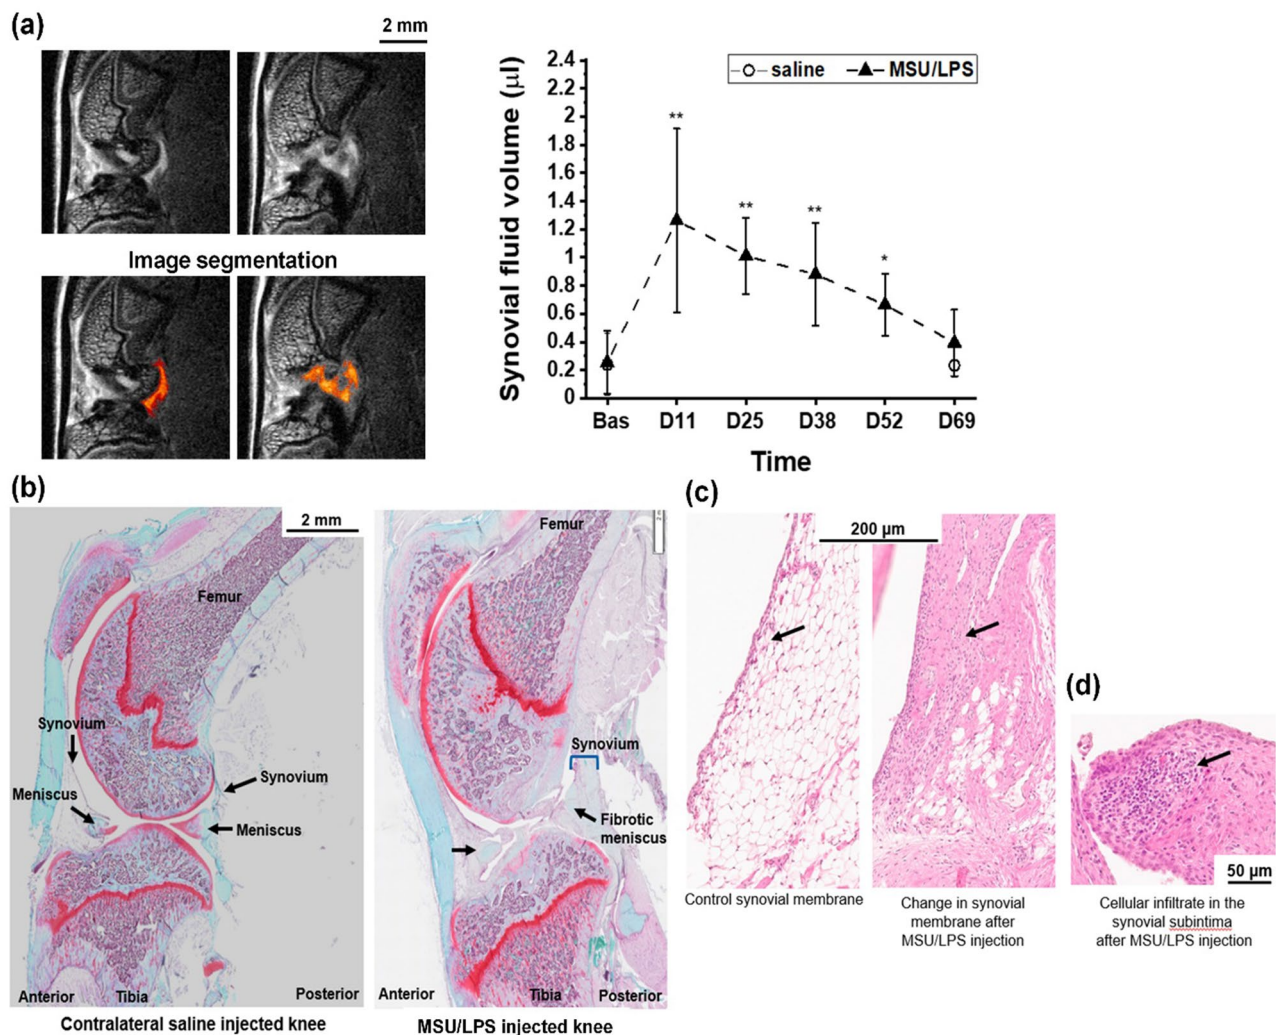 (a)
2 mm
Image segmentation
Synovial fluid volume (µl)
2.4
2.2
2
1.8
1.6
1.4
1.2
1
0.8
0.6
0.4
0.2
0
saline
MSU/LPS
**
**
**
*
Bas
D11
D25
D38
D52
D69
Time
(b)
2 mm
Femur
Synovium
Meniscus
Synovium
Meniscus
Anterior
Tibia
Posterior
Contralateral saline injected knee
Femur
Synovium
Fibrotic
meniscus
Anterior
Tibia
Posterior
MSU/LPS injected knee
(c)
200 µm
Control synovial membrane
Change in synovial
membrane after
MSU/LPS injection
(d)
50 µm
Cellular infiltrate in the
synovial subintima
after MSU/LPS injection